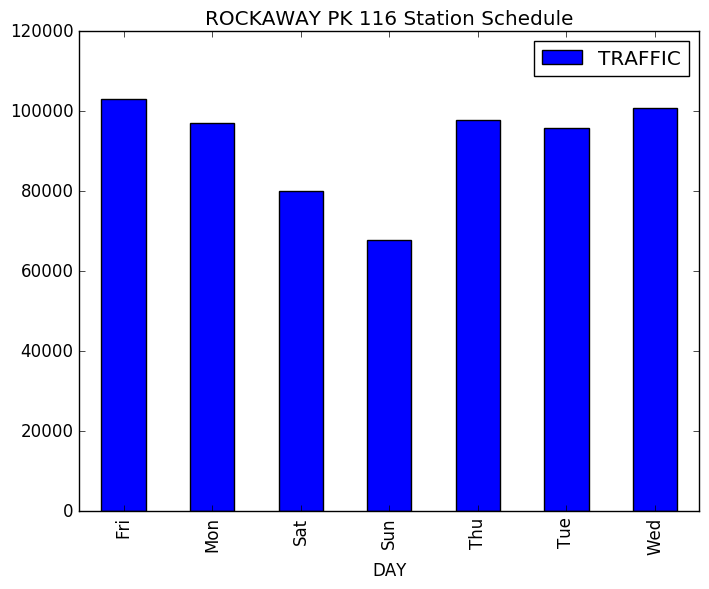 ROCKAWAY PK 116 Station Schedule
TRAFFIC
120000
100000
80000
60000
40000
20000
0
Fri
Mon
Sat
Sun
Thu
Tue
Wed
DAY